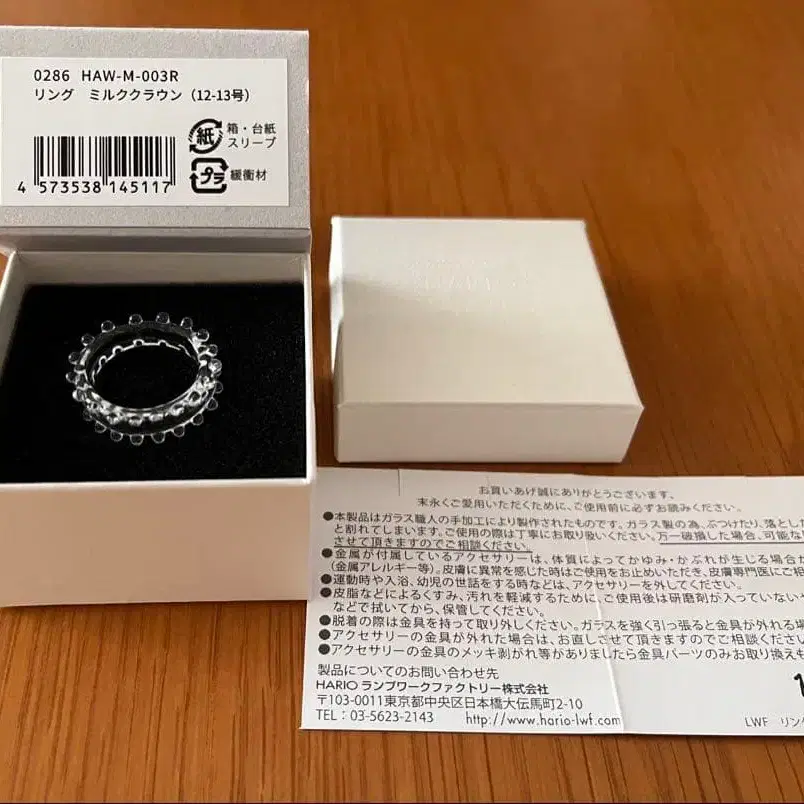 0286 HAW-M-003R
リング ミルククラウン（12-13号）
紙
箱・台紙
スリーブ
プラ
緩衝材
4 573538 145117
お買いあげ誠にありがとうございます。
末永くご愛用いただくために、ご使用前に必ずお読みください。
●本製品はガラス職人の手加工により製作されたものです。ガラス製の為、ぶつけたり、落とした
と割れてしまいます。ご使用の際は丁寧にお取り扱いください。万一破損した場合、可能な
させて頂きますのでご相談ください。
●金属が付属しているアクセサリーは、体質によってかゆみ・かぶれが生じる場合が
(金属アレルギー等)。皮膚に異常を感じた時はご使用をお止めいただき、皮膚専門医にご相
●運動時や入浴、幼児の世話をする時などは、アクセサリーを外してください。
●皮脂などによるくすみ、汚れを軽減するために、ご使用後は研磨剤が入っていない
などで拭いてから、保管してください。
●脱着の際は金具を持って取り外しください。ガラスを強く引っ張ると金具が外れる場
●アクセサリーの金具が外れた場合は、お直しさせて頂きますのでご相談ください
●アクセサリーの金具のメッキ剥がれ等がありましたら金具パーツのみお取り換えも
製品についてのお問い合わせ先
HARIO ランプワークファクトリー株式会社
〒103-0011東京都中央区日本橋大伝馬町2-10
TEL：03-5623-2143 http://www.hario-lwf.com
LWF リング